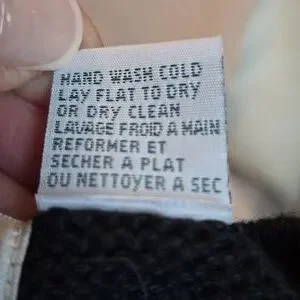 HAND WASH COLD
LAY FLAT TO DRY
OR DRY CLEAN
LAVAGE FROID A MAIN
REFORMER ET
SECHER A PLAT
OU NETTOYER A SEC